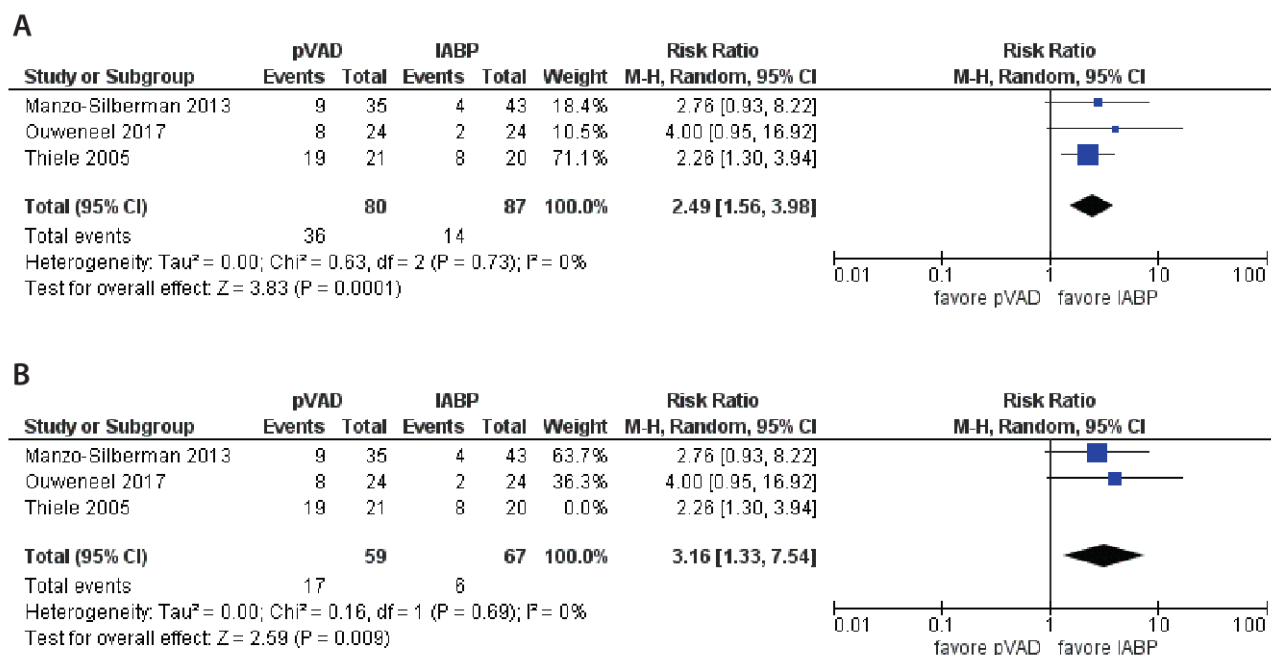 A
pVAD IABP Risk Ratio Risk Ratio
Study or Subgroup Events Total Events Total Weight M-H, Random, 95% CI M-H, Random, 95% CI
Manzo-Silberman 2013 9 35 4 43 18.4% 2.76 [0.93, 8.22]
Ouweneel 2017 8 24 2 24 10.5% 4.00 [0.95, 16.92]
Thiele 2005 19 21 8 20 71.1% 2.26 [1.30, 3.94]
Total (95% CI) 80 87 100.0% 2.49 [1.56, 3.98]
Total events 36 14
Heterogeneity: Tau² = 0.00; Chi² = 0.63, df = 2 (P = 0.73); I² = 0%
Test for overall effect: Z = 3.83 (P = 0.0001)
0.01 0.1 1 10 100
favore pVAD favore IABP
B
pVAD IABP Risk Ratio Risk Ratio
Study or Subgroup Events Total Events Total Weight M-H, Random, 95% CI M-H, Random, 95% CI
Manzo-Silberman 2013 9 35 4 43 63.7% 2.76 [0.93, 8.22]
Ouweneel 2017 8 24 2 24 36.3% 4.00 [0.95, 16.92]
Thiele 2005 19 21 8 20 0.0% 2.26 [1.30, 3.94]
Total (95% CI) 59 67 100.0% 3.16 [1.33, 7.54]
Total events 17 6
Heterogeneity: Tau² = 0.00; Chi² = 0.16, df = 1 (P = 0.69); I² = 0%
Test for overall effect: Z = 2.59 (P = 0.009)
0.01 0.1 1 10 100
favore pVAD favore IABP